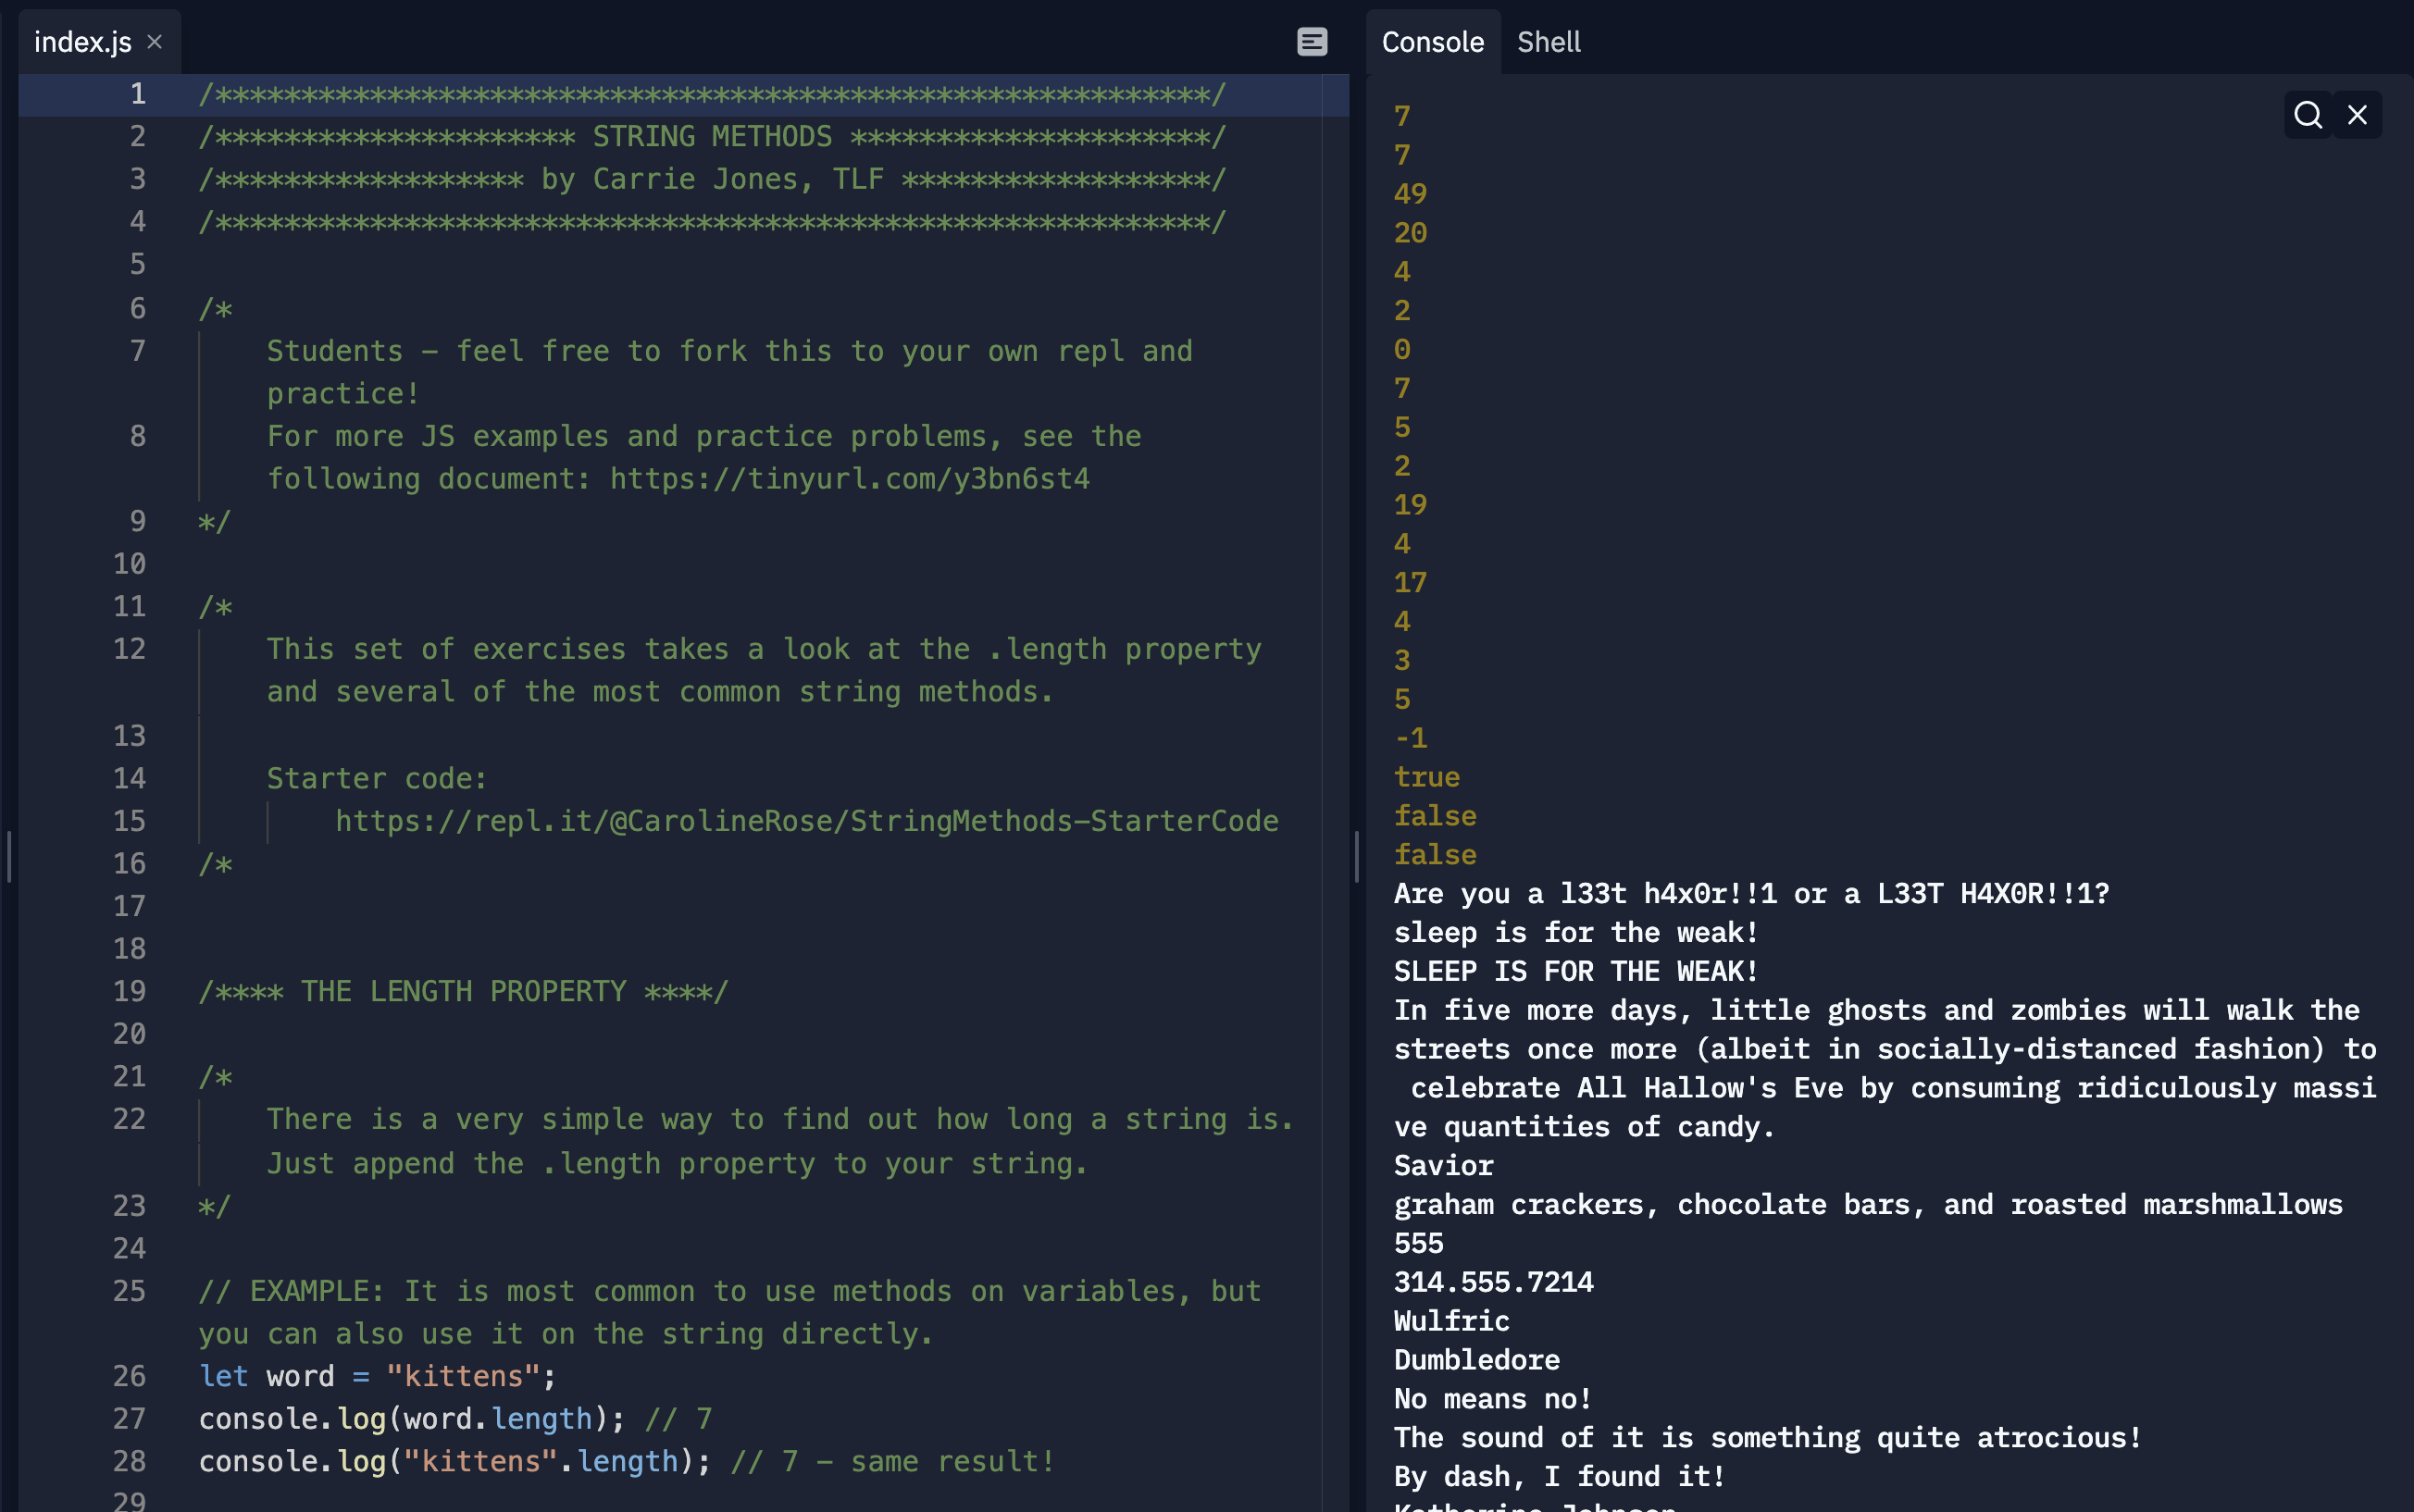 index.js ×
1 /**********************************************************/
2 /********************* STRING METHODS *********************/
3 /****************** by Carrie Jones, TLF ******************/
4 /**********************************************************/
5
6 /*
7 Students – feel free to fork this to your own repl and
practice!
8 For more JS examples and practice problems, see the
following document: https://tinyurl.com/y3bn6st4
9 */
10
11 /*
12 This set of exercises takes a look at the .length property
and several of the most common string methods.
13
14 Starter code:
15 https://repl.it/@CarolineRose/StringMethods–StarterCode
16 /*
17
18
19 /**** THE LENGTH PROPERTY ****/
20
21 /*
22 There is a very simple way to find out how long a string is.
Just append the .length property to your string.
23 */
24
25 // EXAMPLE: It is most common to use methods on variables, but
you can also use it on the string directly.
26 let word = "kittens";
27 console.log(word.length); // 7
28 console.log("kittens".length); // 7 – same result!
29
Console Shell
7
7
49
20
4
2
0
7
5
2
19
4
17
4
3
5
-1
true
false
false
Are you a l33t h4x0r!!1 or a L33T H4X0R!!1?
sleep is for the weak!
SLEEP IS FOR THE WEAK!
In five more days, little ghosts and zombies will walk the
streets once more (albeit in socially-distanced fashion) to
celebrate All Hallow's Eve by consuming ridiculously massi
ve quantities of candy.
Savior
graham crackers, chocolate bars, and roasted marshmallows
555
314.555.7214
Wulfric
Dumbledore
No means no!
The sound of it is something quite atrocious!
By dash, I found it!